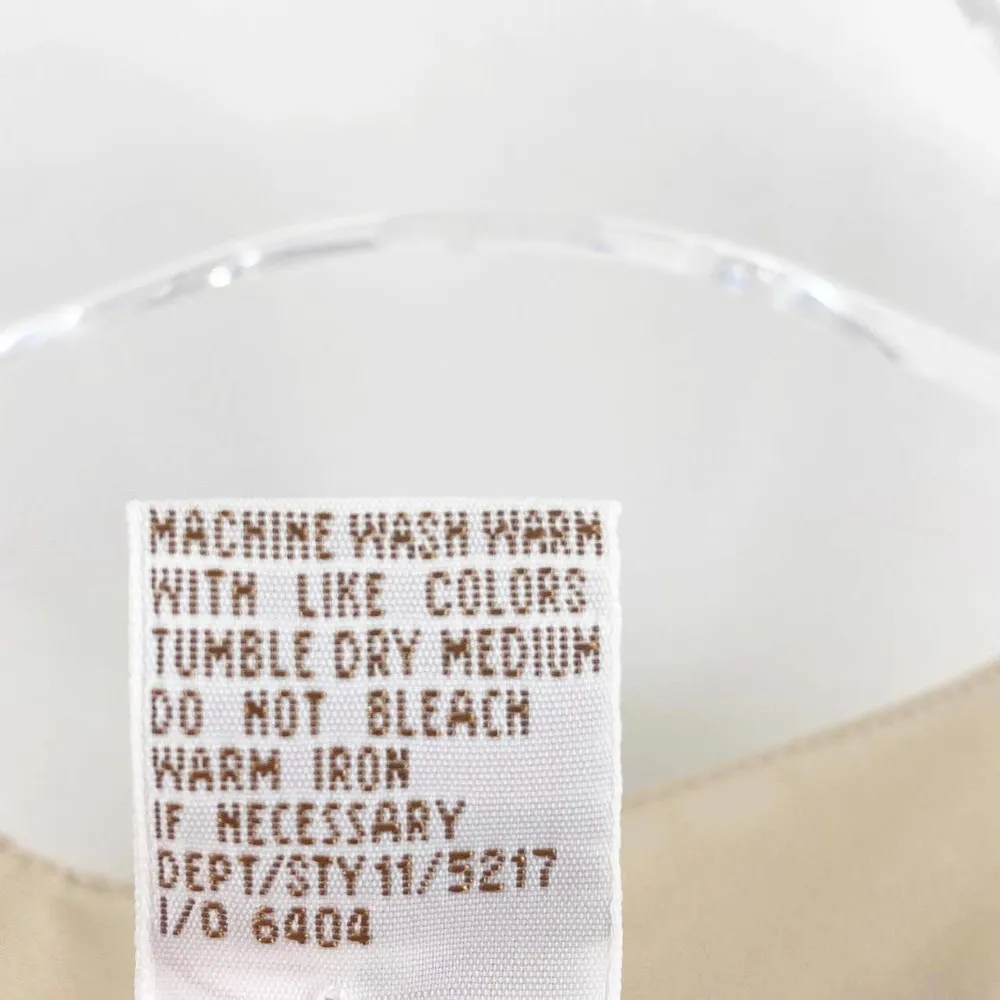 MACHINE WASH WARM
WITH LIKE COLORS
TUMBLE DRY MEDIUM
DO NOT BLEACH
WARM IRON
IF NECESSARY
DEPT/STY 11/5217
I/O 6404